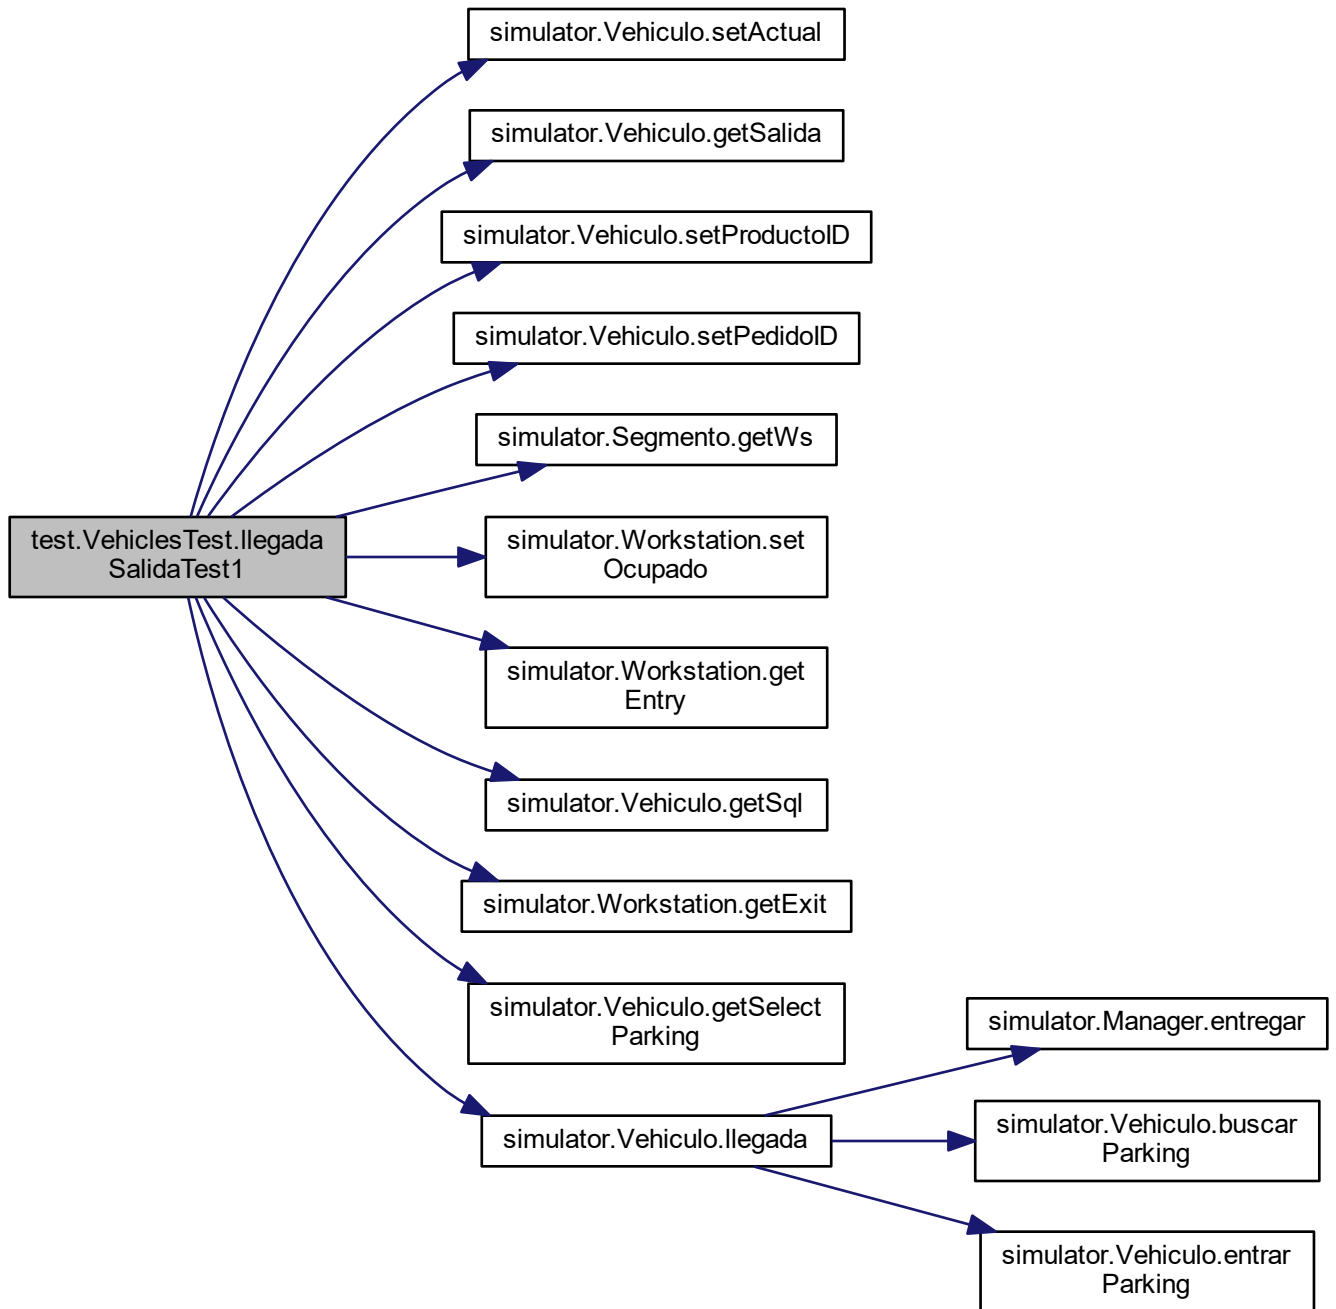 simulator.Vehiculo.setActual
simulator.Vehiculo.getSalida
simulator.Vehiculo.setProductoID
simulator.Vehiculo.setPedidoID
simulator.Segmento.getWs
test.VehiclesTest.llegada
SalidaTest1
simulator.Workstation.set
Ocupado
simulator.Workstation.get
Entry
simulator.Vehiculo.getSql
simulator.Workstation.getExit
simulator.Vehiculo.getSelect
Parking
simulator.Vehiculo.llegada
simulator.Manager.entregar
simulator.Vehiculo.buscar
Parking
simulator.Vehiculo.entrar
Parking